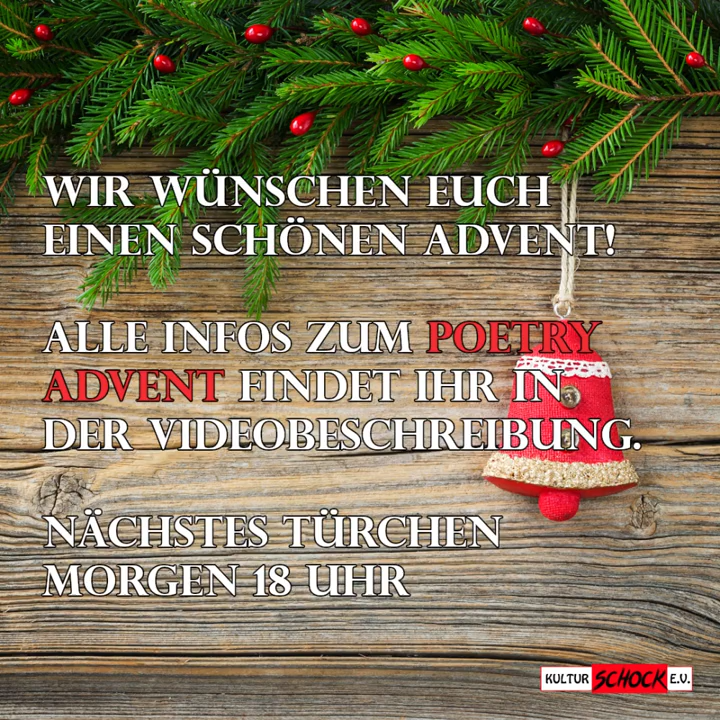 WIR WÜNSCHEN EUCH
EINEN SCHÖNEN ADVENT!
ALLE INFOS ZUM POETRY
ADVENT FINDET IHR IN
DER VIDEOBESCHREIBUNG.
NÄCHSTES TÜRCHEN
MORGEN 18 UHR
KULTUR SCHOCK E.V.